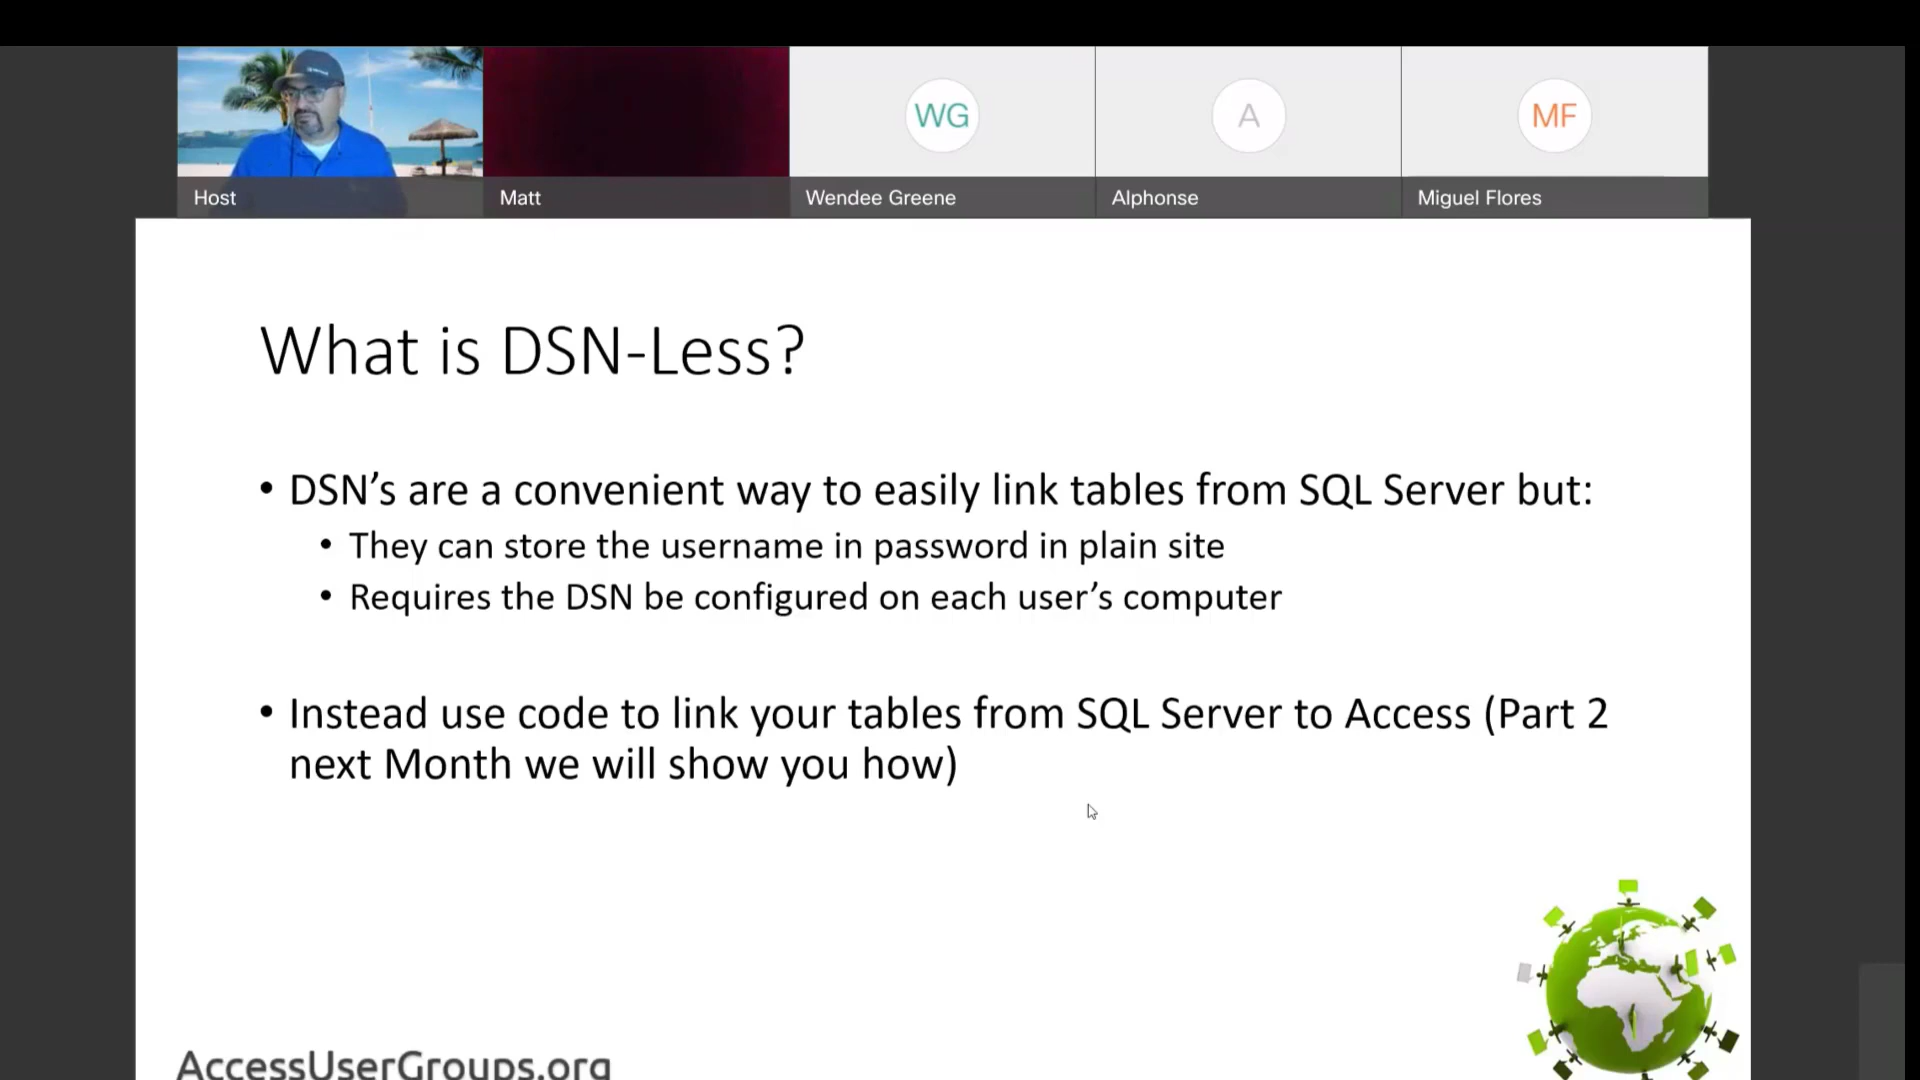 WG
A
MF
Host
Matt
Wendee Greene
Alphonse
Miguel Flores
What is DSN-Less?
• DSN’s are a convenient way to easily link tables from SQL Server but:
• They can store the username in password in plain site
• Requires the DSN be configured on each user’s computer
• Instead use code to link your tables from SQL Server to Access (Part 2
next Month we will show you how)
AccessUserGroups.org